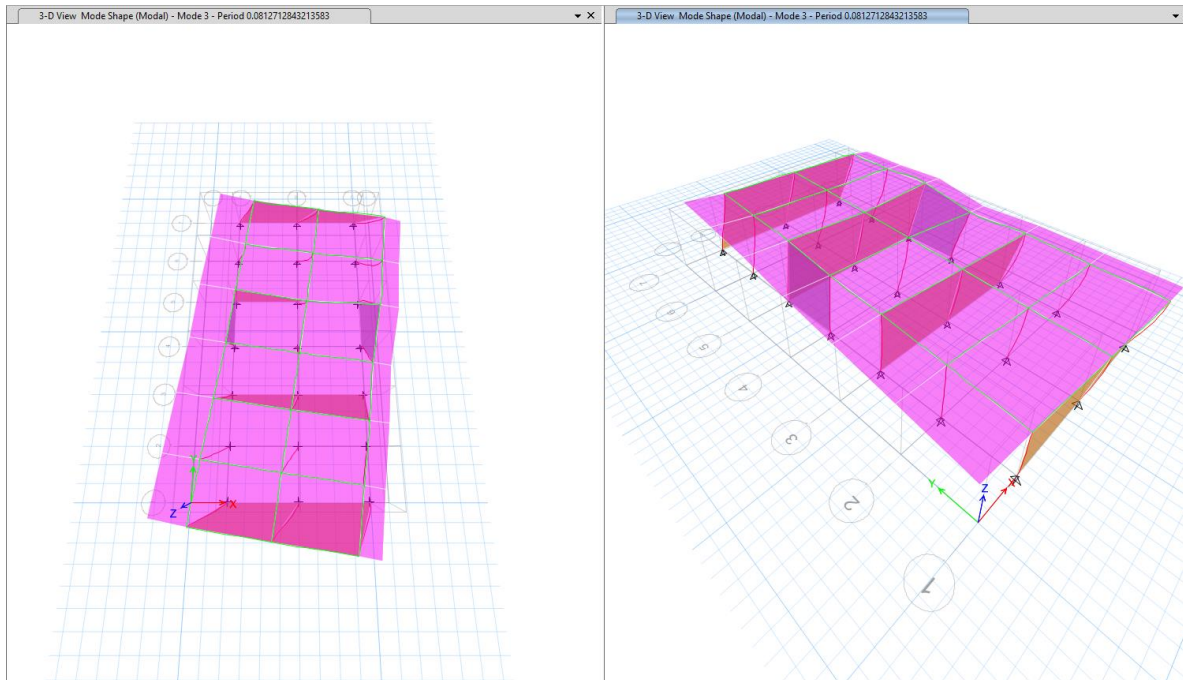 3-D View Mode Shape (Modal) - Mode 3 - Period 0.0812712843213583
3-D View Mode Shape (Modal) - Mode 3 - Period 0.0812712843213583
Z
X
6
5
4
3
2
1
Y
Z
X